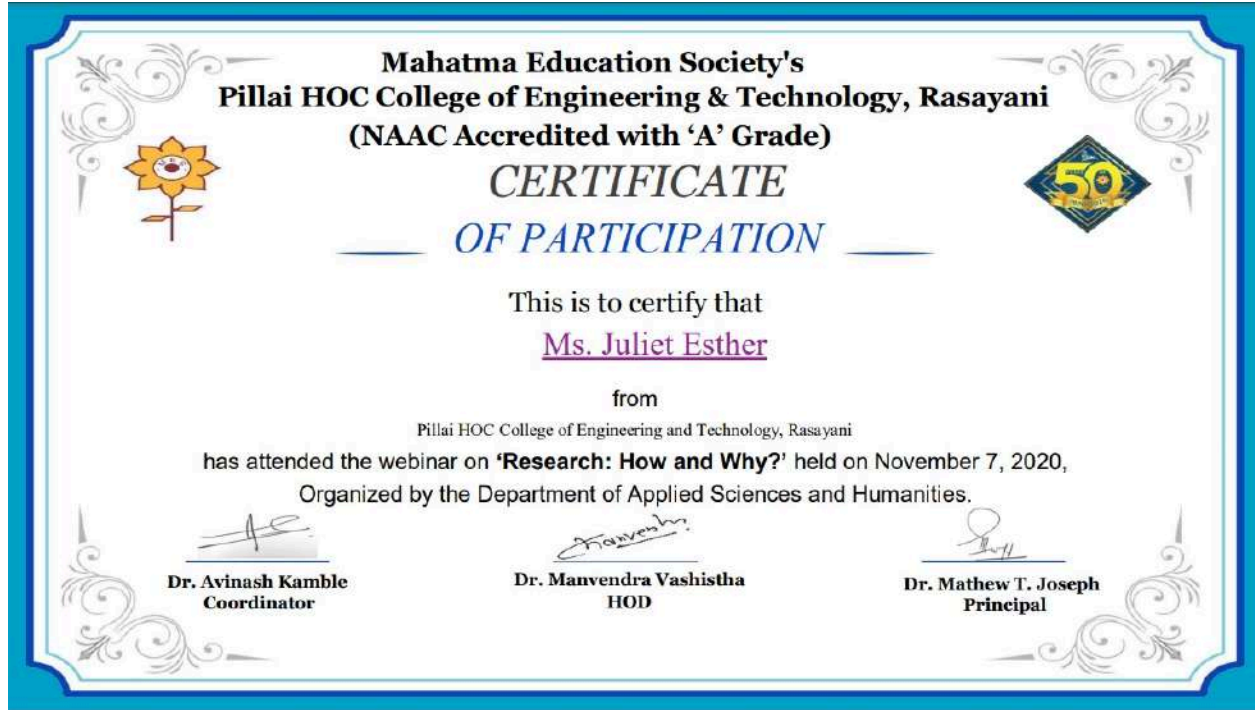 Mahatma Education Society's
Pillai HOC College of Engineering & Technology, Rasayani
(NAAC Accredited with ‘A’ Grade)
CERTIFICATE
OF PARTICIPATION
50
This is to certify that
Ms. Juliet Esther
from
Pillai HOC College of Engineering and Technology, Rasayani
has attended the webinar on ‘Research: How and Why?’ held on November 7, 2020,
Organized by the Department of Applied Sciences and Humanities.
Dr. Avinash Kamble
Coordinator
Dr. Manvendra Vashistha
HOD
Dr. Mathew T. Joseph
Principal